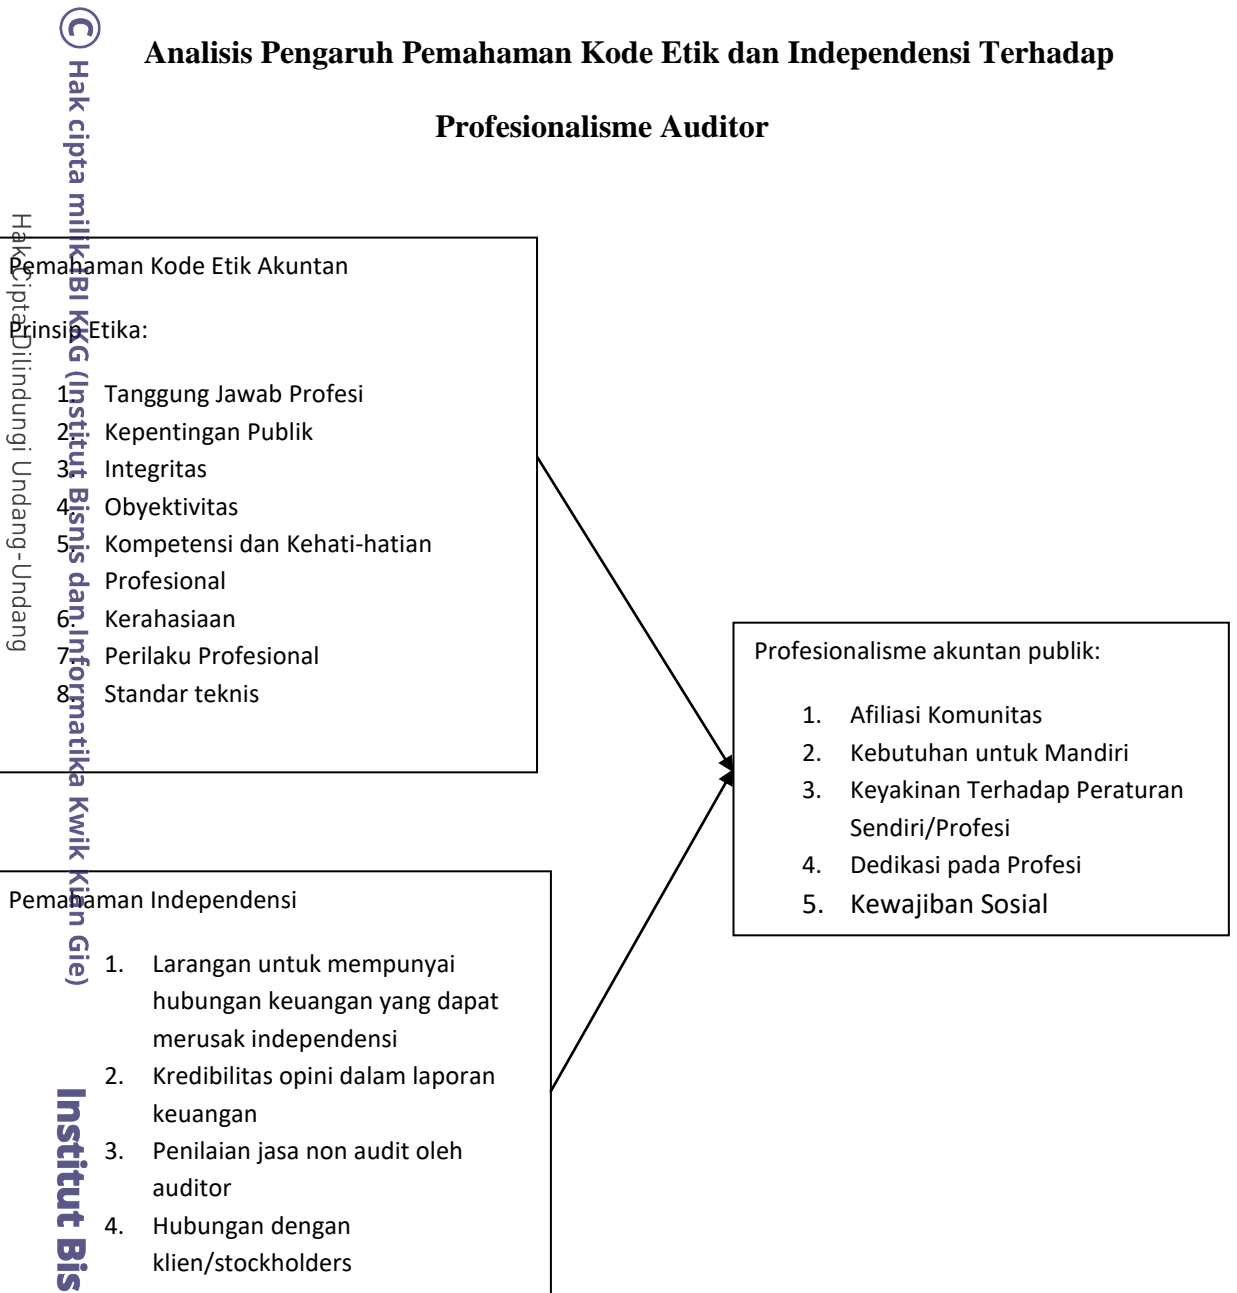 Analisis Pengaruh Pemahaman Kode Etik dan Independensi Terhadap
Profesionalisme Auditor
Pemahaman Kode Etik Akuntan
Prinsip Etika:
1. Tanggung Jawab Profesi
2. Kepentingan Publik
3. Integritas
4. Obyektivitas
5. Kompetensi dan Kehati-hatian
Profesional
6. Kerahasiaan
7. Perilaku Profesional
8. Standar teknis
Profesionalisme akuntan publik:
1. Afiliasi Komunitas
2. Kebutuhan untuk Mandiri
3. Keyakinan Terhadap Peraturan
Sendiri/Profesi
4. Dedikasi pada Profesi
5. Kewajiban Sosial
Pemahaman Independensi
1. Larangan untuk mempunyai
hubungan keuangan yang dapat
merusak independensi
2. Kredibilitas opini dalam laporan
keuangan
3. Penilaian jasa non audit oleh
auditor
4. Hubungan dengan
klien/stockholders
© Hak cipta milik IBI KKG (Institut Bisnis dan Informatika Kwik Kian Gie)
Hak Cipta Dilindungi Undang-Undang
Institut Bis